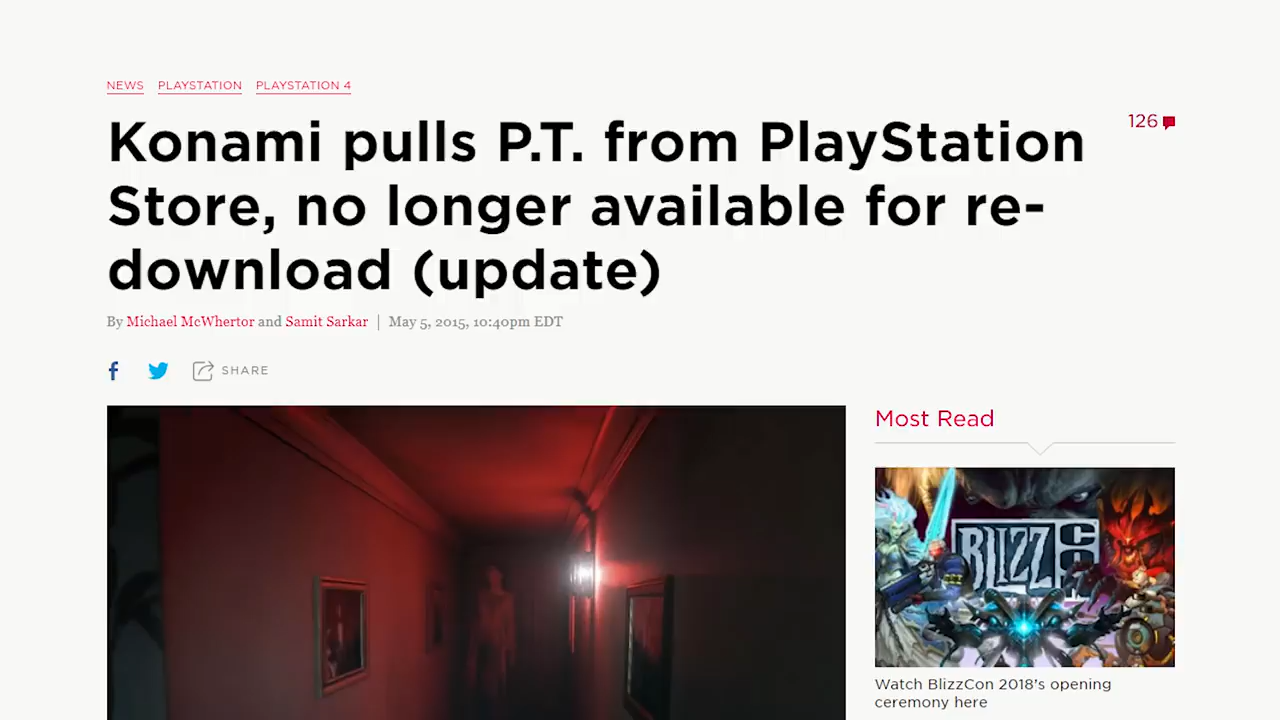 NEWS PLAYSTATION PLAYSTATION 4
Konami pulls P.T. from PlayStation
Store, no longer available for re-
download (update)
126
By Michael McWhertor and Samit Sarkar | May 5, 2015, 10:40pm EDT
SHARE
Most Read
BLIZZCON
Watch BlizzCon 2018's opening
ceremony here